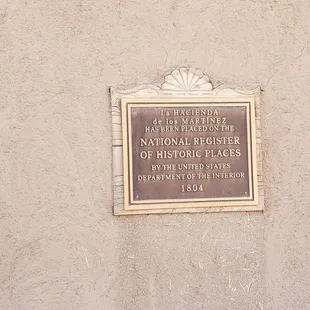 La HACIENDA
de los MARTINEZ
HAS BEEN PLACED ON THE
NATIONAL REGISTER
OF HISTORIC PLACES
BY THE UNITED STATES
DEPARTMENT OF THE INTERIOR
1804